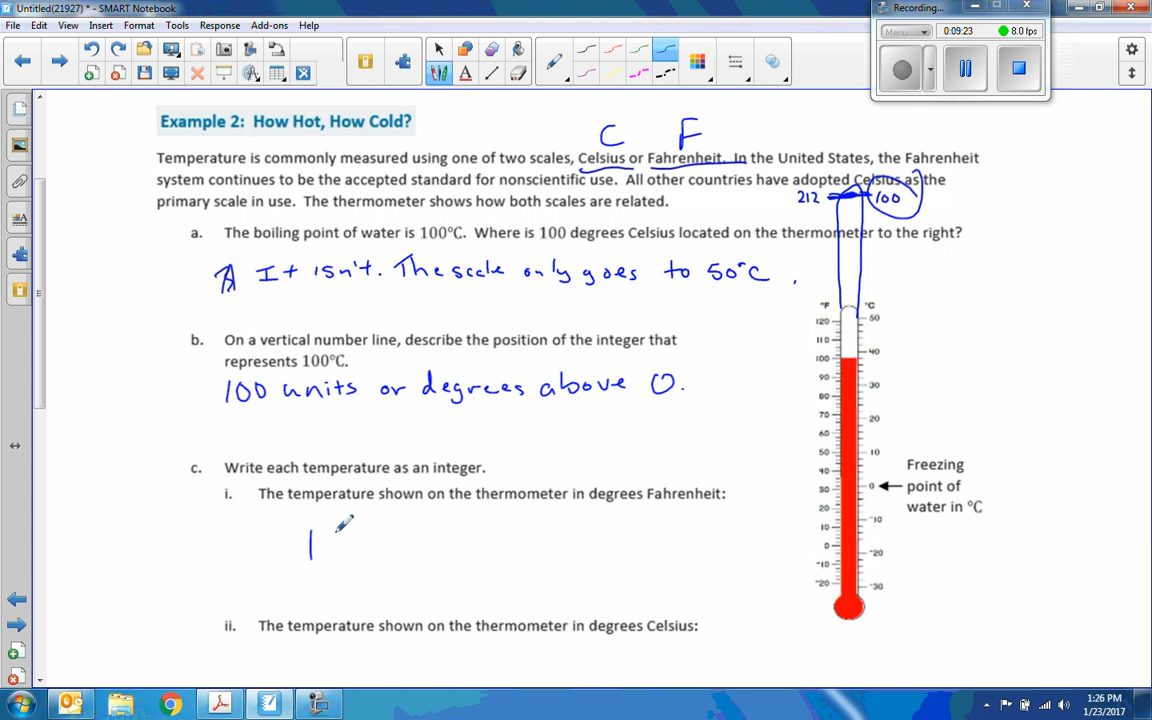 Untitled(21927) * - SMART Notebook
Recording...
File Edit View Insert Format Tools Response Add-ons Help
Menu 0:09:23 8.0 fps
Example 2: How Hot, How Cold?
C F
Temperature is commonly measured using one of two scales, Celsius or Fahrenheit. In the United States, the Fahrenheit
system continues to be the accepted standard for nonscientific use. All other countries have adopted Celsius as the
primary scale in use. The thermometer shows how both scales are related.
212 100
a. The boiling point of water is 100°C. Where is 100 degrees Celsius located on the thermometer to the right?
It isn't. The scale only goes to 50°C.
b. On a vertical number line, describe the position of the integer that
represents 100°C.
100 units or degrees above 0.
c. Write each temperature as an integer.
i. The temperature shown on the thermometer in degrees Fahrenheit:
1
ii. The temperature shown on the thermometer in degrees Celsius:
°F °C
120 50
110
100 40
90
80 30
70
60 20
50 10
40
30 0
20
10 -10
0
-10 -20
-20 -30
Freezing
point of
water in °C
1:26 PM
1/23/2017